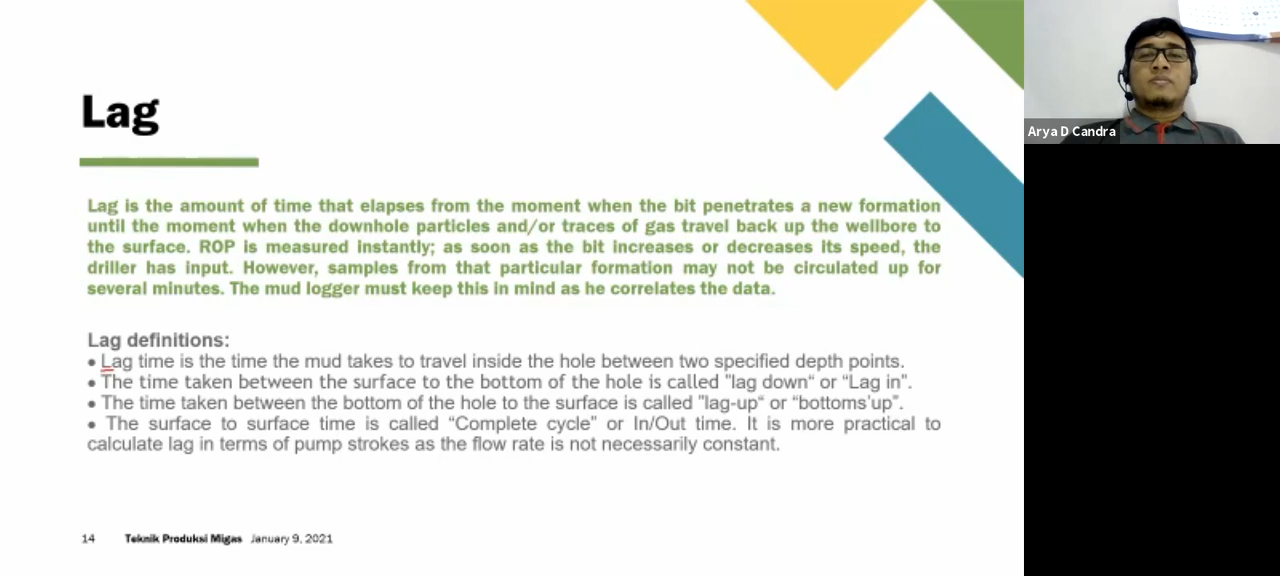 Lag
Lag is the amount of time that elapses from the moment when the bit penetrates a new formation
until the moment when the downhole particles and/or traces of gas travel back up the wellbore to
the surface. ROP is measured instantly; as soon as the bit increases or decreases its speed, the
driller has input. However, samples from that particular formation may not be circulated up for
several minutes. The mud logger must keep this in mind as he correlates the data.
Lag definitions:
• Lag time is the time the mud takes to travel inside the hole between two specified depth points.
• The time taken between the surface to the bottom of the hole is called "lag down“ or “Lag in”.
• The time taken between the bottom of the hole to the surface is called "lag-up“ or “bottoms’up”.
• The surface to surface time is called “Complete cycle” or In/Out time. It is more practical to
calculate lag in terms of pump strokes as the flow rate is not necessarily constant.
14 Teknik Produksi Migas January 9, 2021
Arya D Candra